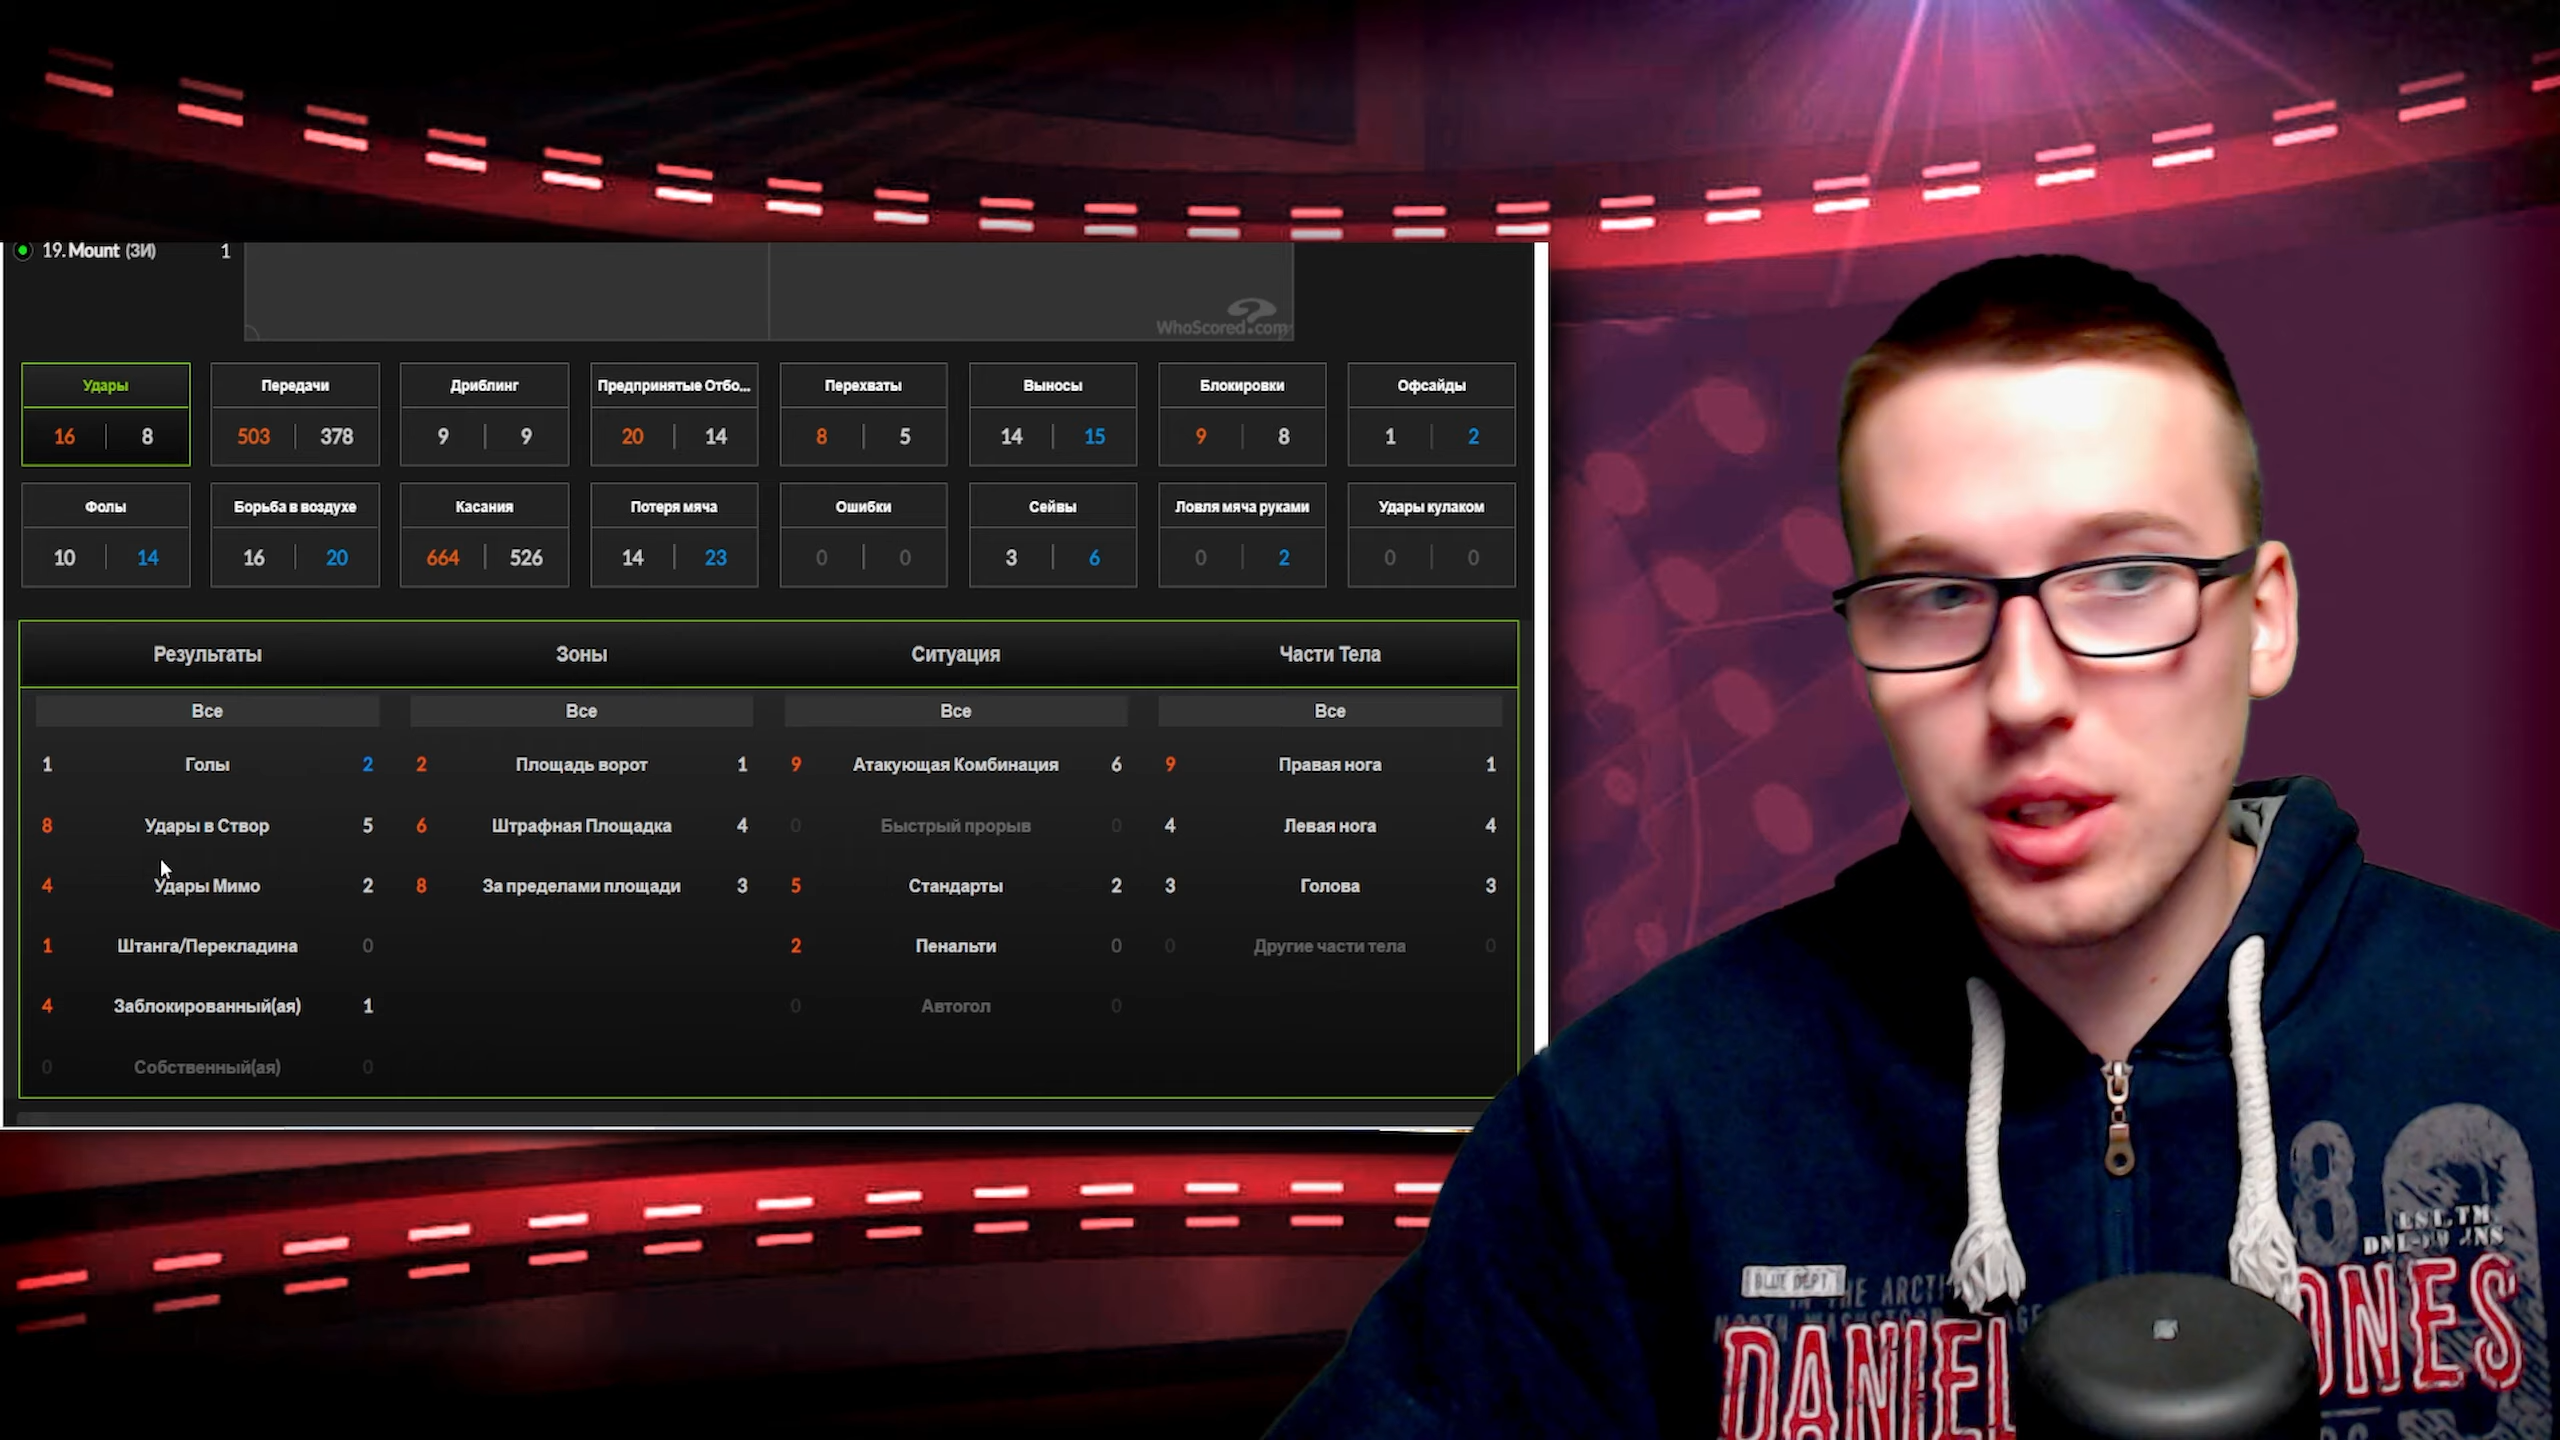 19. Mount (ЗИ) 1
WhoScored.com
Удары Передачи Дриблинг Предпринятые Отбо... Перехваты Выносы Блокировки Офсайды
16 8 503 378 9 9 20 14 8 5 14 15 9 8 1 2
Фолы Борьба в воздухе Касания Потеря мяча Ошибки Сейвы Ловля мяча руками Удары кулаком
10 14 16 20 664 526 14 23 0 0 3 6 0 2 0 0
Результаты Зоны Ситуация Части Тела
Все Все Все Все
1 Голы 2 2 Площадь ворот 1 9 Атакующая Комбинация 6 9 Правая нога 1
8 Удары в Створ 5 6 Штрафная Площадка 4 0 Быстрый прорыв 0 4 Левая нога 4
4 Удары Мимо 2 8 За пределами площади 3 5 Стандарты 2 3 Голова 3
1 Штанга/Перекладина 0 2 Пенальти 0 0 Другие части тела 0
4 Заблокированный(ая) 1 0 Автогол 0
0 Собственный(ая) 0
BLUE DEPT
THE ARCTI
DANIEL ONES